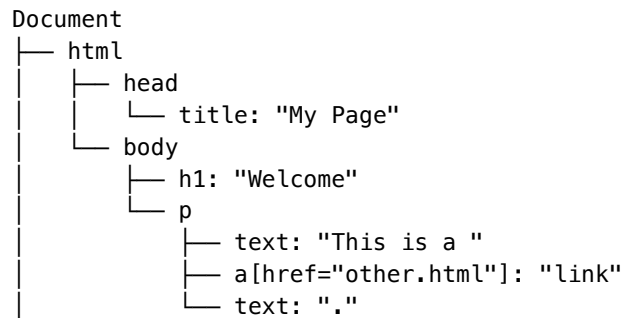 Document
├── html
│   ├── head
│   │   └── title: "My Page"
│   └── body
│       ├── h1: "Welcome"
│       └── p
│           ├── text: "This is a "
│           ├── a[href="other.html"]: "link"
│           └── text: "."